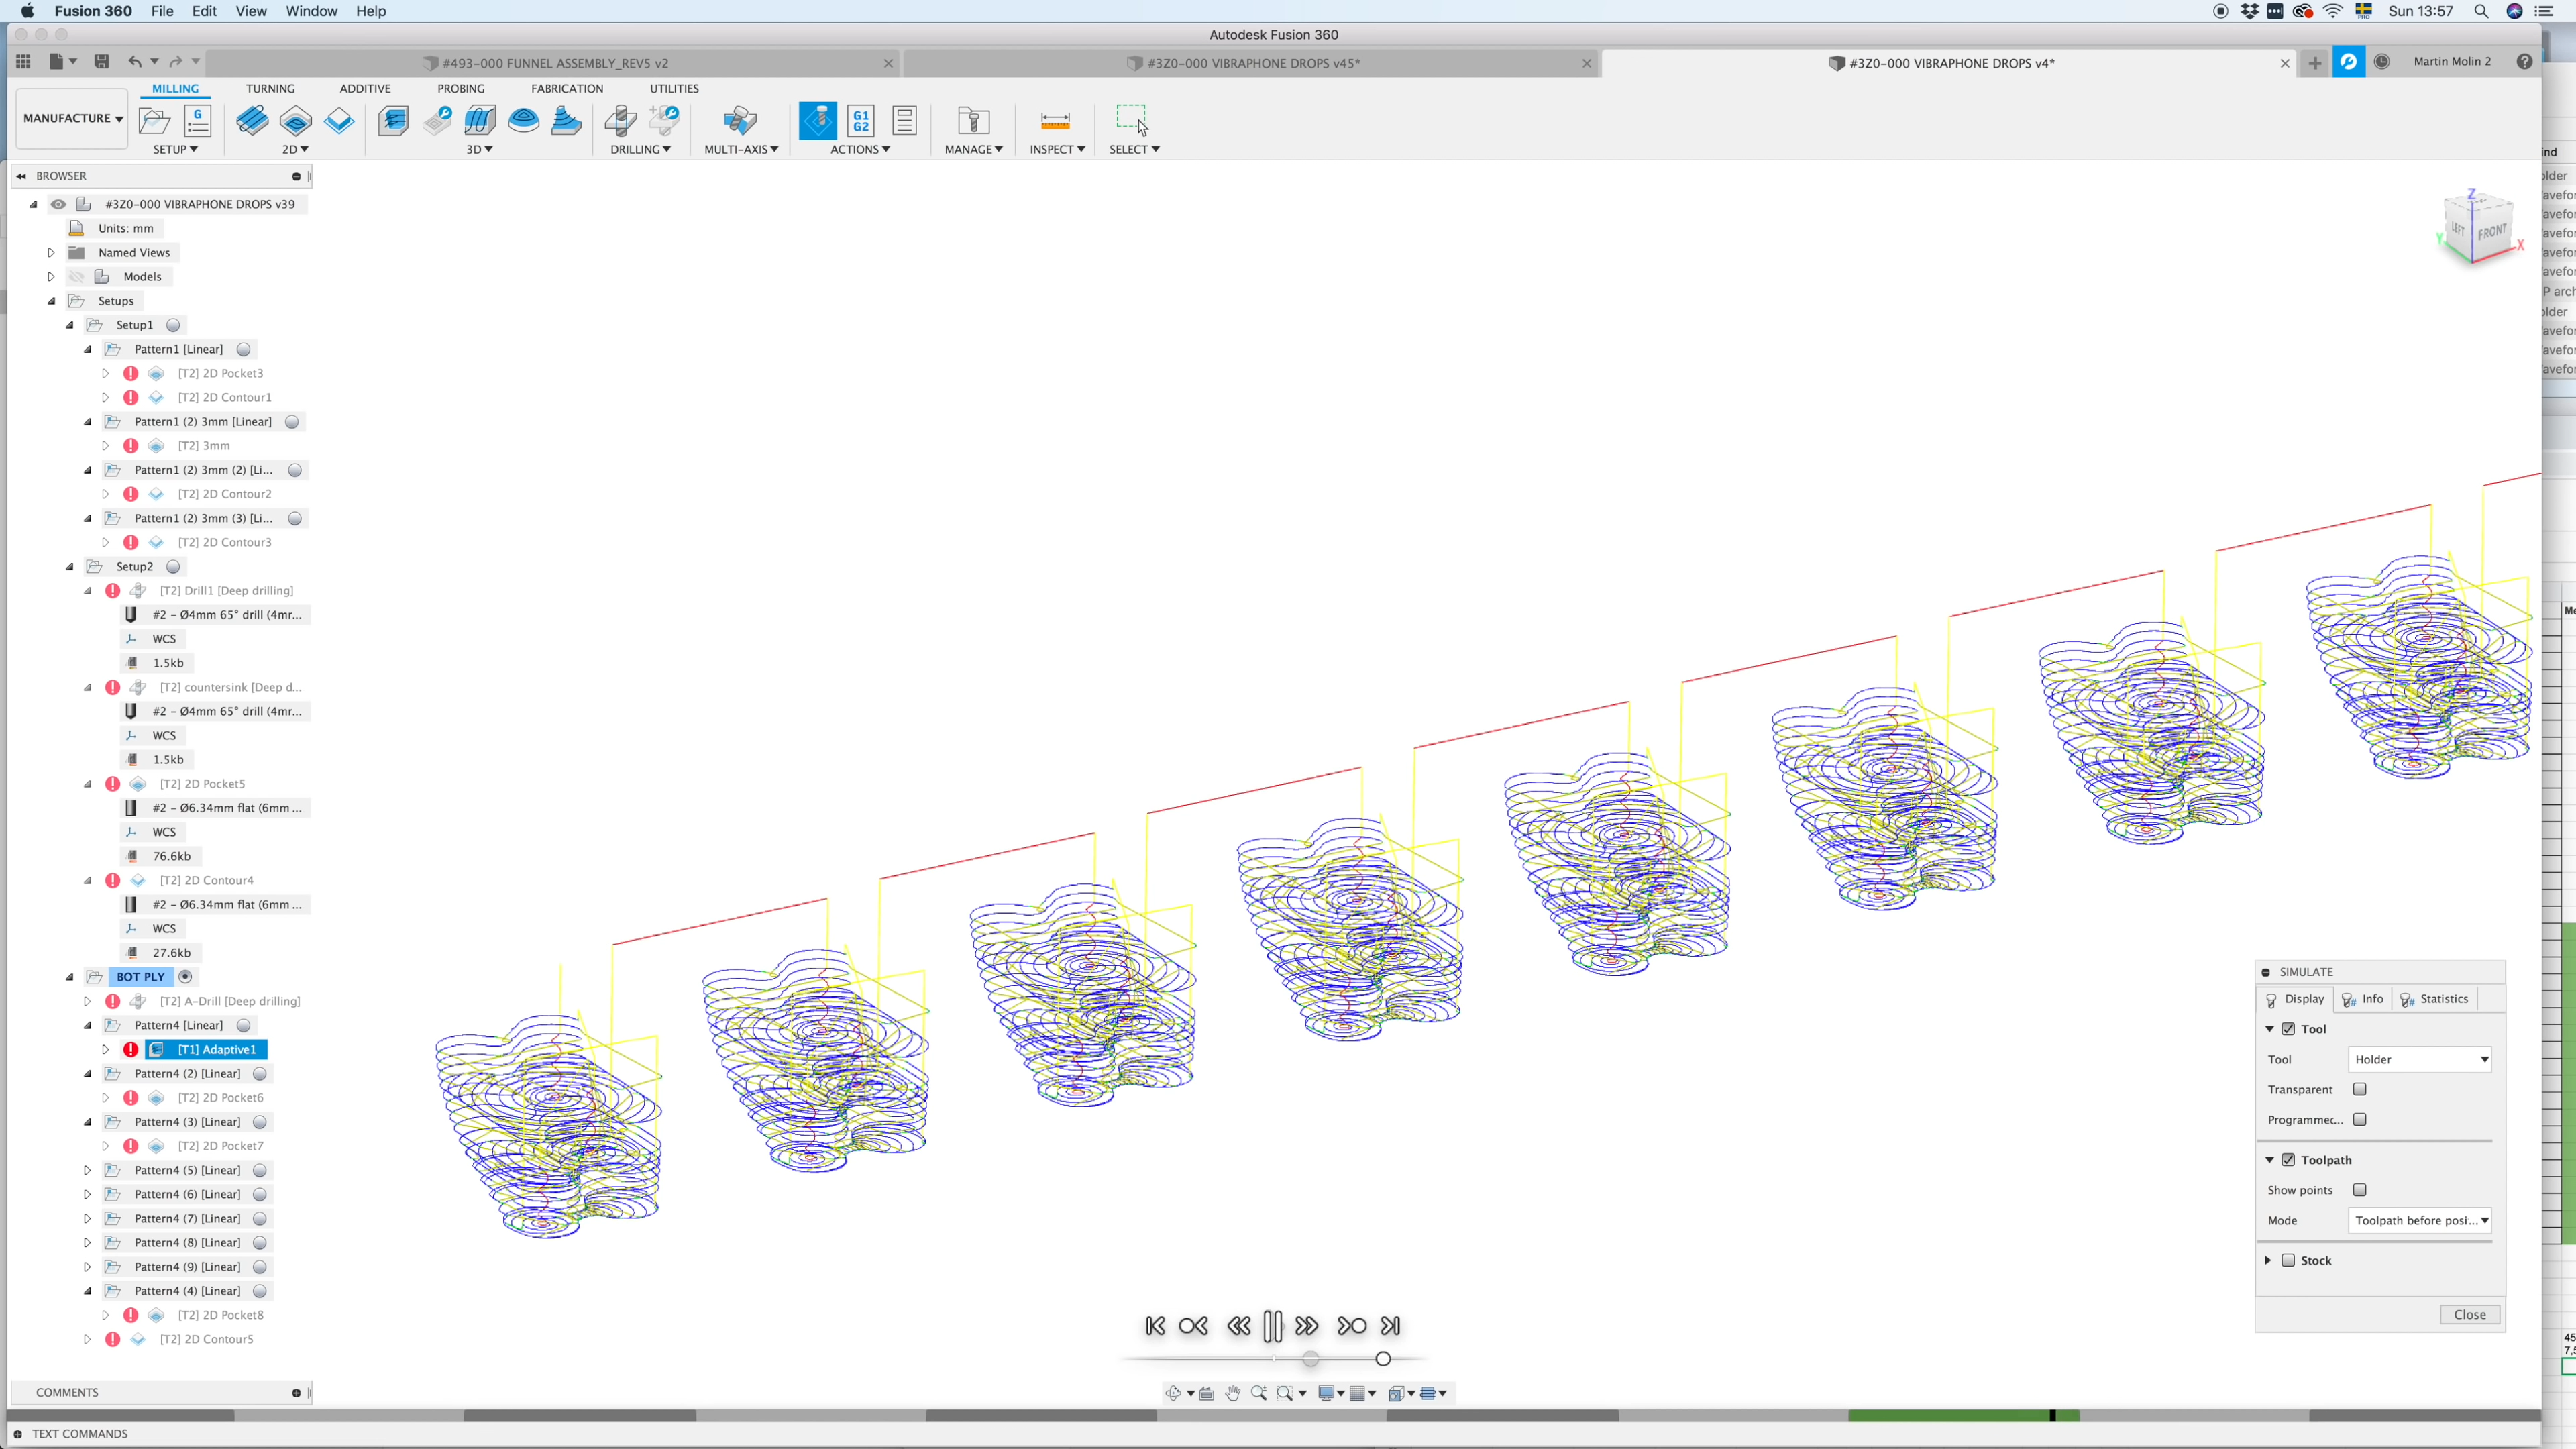 Fusion 360 File Edit View Window Help
Sun 13:57
Autodesk Fusion 360
#493-000 FUNNEL ASSEMBLY_REV5 v2
#3Z0-000 VIBRAPHONE DROPS v45*
#3Z0-000 VIBRAPHONE DROPS v4*
Martin Molin 2
MILLING TURNING ADDITIVE PROBING FABRICATION UTILITIES
MANUFACTURE
G
G1
G2
SETUP 2D 3D DRILLING MULTI-AXIS ACTIONS MANAGE INSPECT SELECT
BROWSER
#3Z0-000 VIBRAPHONE DROPS v39
Units: mm
Named Views
Models
Setups
Setup1
Pattern1 [Linear]
[T2] 2D Pocket3
[T2] 2D Contour1
Pattern1 (2) 3mm [Linear]
[T2] 3mm
Pattern1 (2) 3mm (2) [Li...
[T2] 2D Contour2
Pattern1 (2) 3mm (3) [Li...
[T2] 2D Contour3
Setup2
[T2] Drill1 [Deep drilling]
#2 - Ø4mm 65° drill (4mr...
WCS
1.5kb
[T2] countersink [Deep d...
#2 - Ø4mm 65° drill (4mr...
WCS
1.5kb
[T2] 2D Pocket5
#2 - Ø6.34mm flat (6mm ...
WCS
76.6kb
[T2] 2D Contour4
#2 - Ø6.34mm flat (6mm ...
WCS
27.6kb
BOT PLY
[T2] A-Drill [Deep drilling]
Pattern4 [Linear]
[T1] Adaptive1
Pattern4 (2) [Linear]
[T2] 2D Pocket6
Pattern4 (3) [Linear]
[T2] 2D Pocket7
Pattern4 (5) [Linear]
Pattern4 (6) [Linear]
Pattern4 (7) [Linear]
Pattern4 (8) [Linear]
Pattern4 (9) [Linear]
Pattern4 (4) [Linear]
[T2] 2D Pocket8
[T2] 2D Contour5
COMMENTS
TEXT COMMANDS
Z
LEFT FRONT
Y X
SIMULATE
Display Info Statistics
Tool
Tool Holder
Transparent
Programmec...
Toolpath
Show points
Mode Toolpath before posi...
Stock
Close